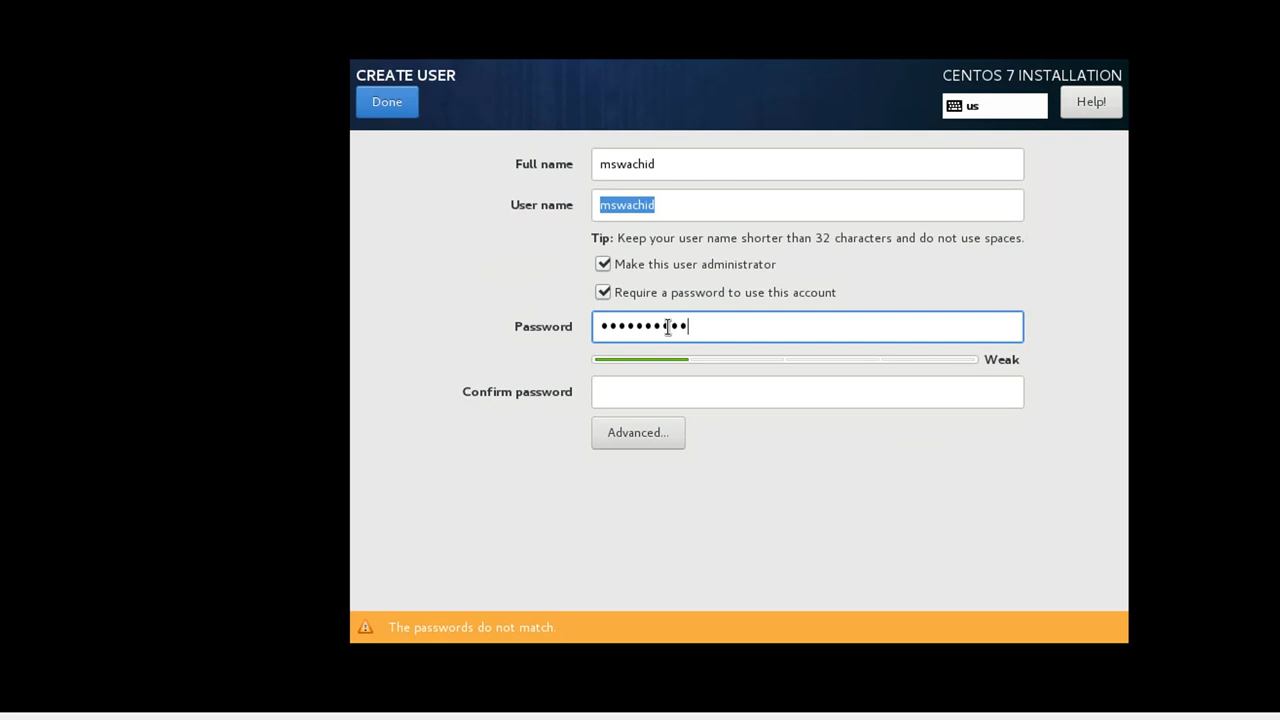 CREATE USER
CENTOS 7 INSTALLATION
Done
us
Help!
Full name
mswachid
User name
mswachid
Tip: Keep your user name shorter than 32 characters and do not use spaces.
Make this user administrator
Require a password to use this account
Password
••••••••••
Weak
Confirm password
Advanced...
The passwords do not match.